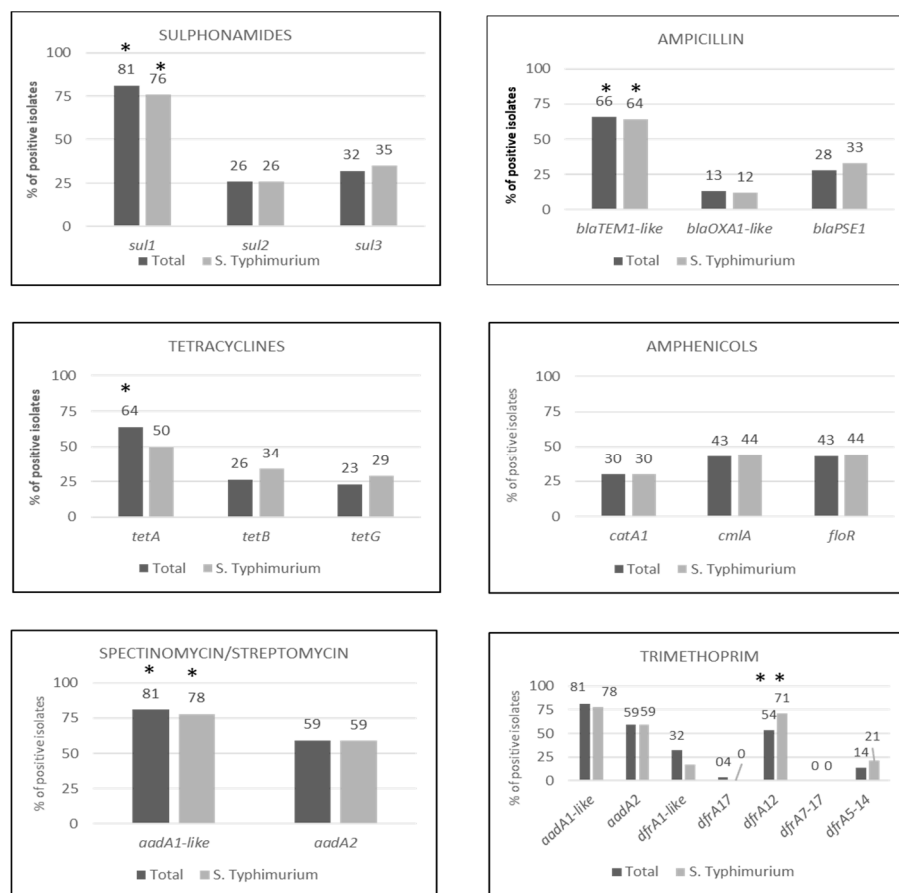 SULPHONAMIDES
% of positive isolates
100
75
50
25
0
* *
81 76
26 26
32 35
sul1 sul2 sul3
Total S. Typhimurium
AMPICILLIN
% of positive isolates
100
75
50
25
0
* *
66 64
13 12
28 33
blaTEM1-like blaOXA1-like blaPSE1
Total S. Typhimurium
TETRACYCLINES
% of positive isolates
100
75
50
25
0
*
64 50
26 34
23 29
tetA tetB tetG
Total S. Typhimurium
AMPHENICOLS
% of positive isolates
100
75
50
25
0
30 30
43 44
43 44
catA1 cmlA floR
Total S. Typhimurium
SPECTINOMYCIN/STREPTOMYCIN
% of positive isolates
100
75
50
25
0
* *
81 78
59 59
aadA1-like aadA2
Total S. Typhimurium
TRIMETHOPRIM
% of positive isolates
100
75
50
25
0
* *
81 78
59 59
32
04 0
54 71
0 0
14 21
aadA1-like aadA2 dfrA1-like dfrA17 dfrA12 dfrA7-17 dfrA5-14
Total S. Typhimurium